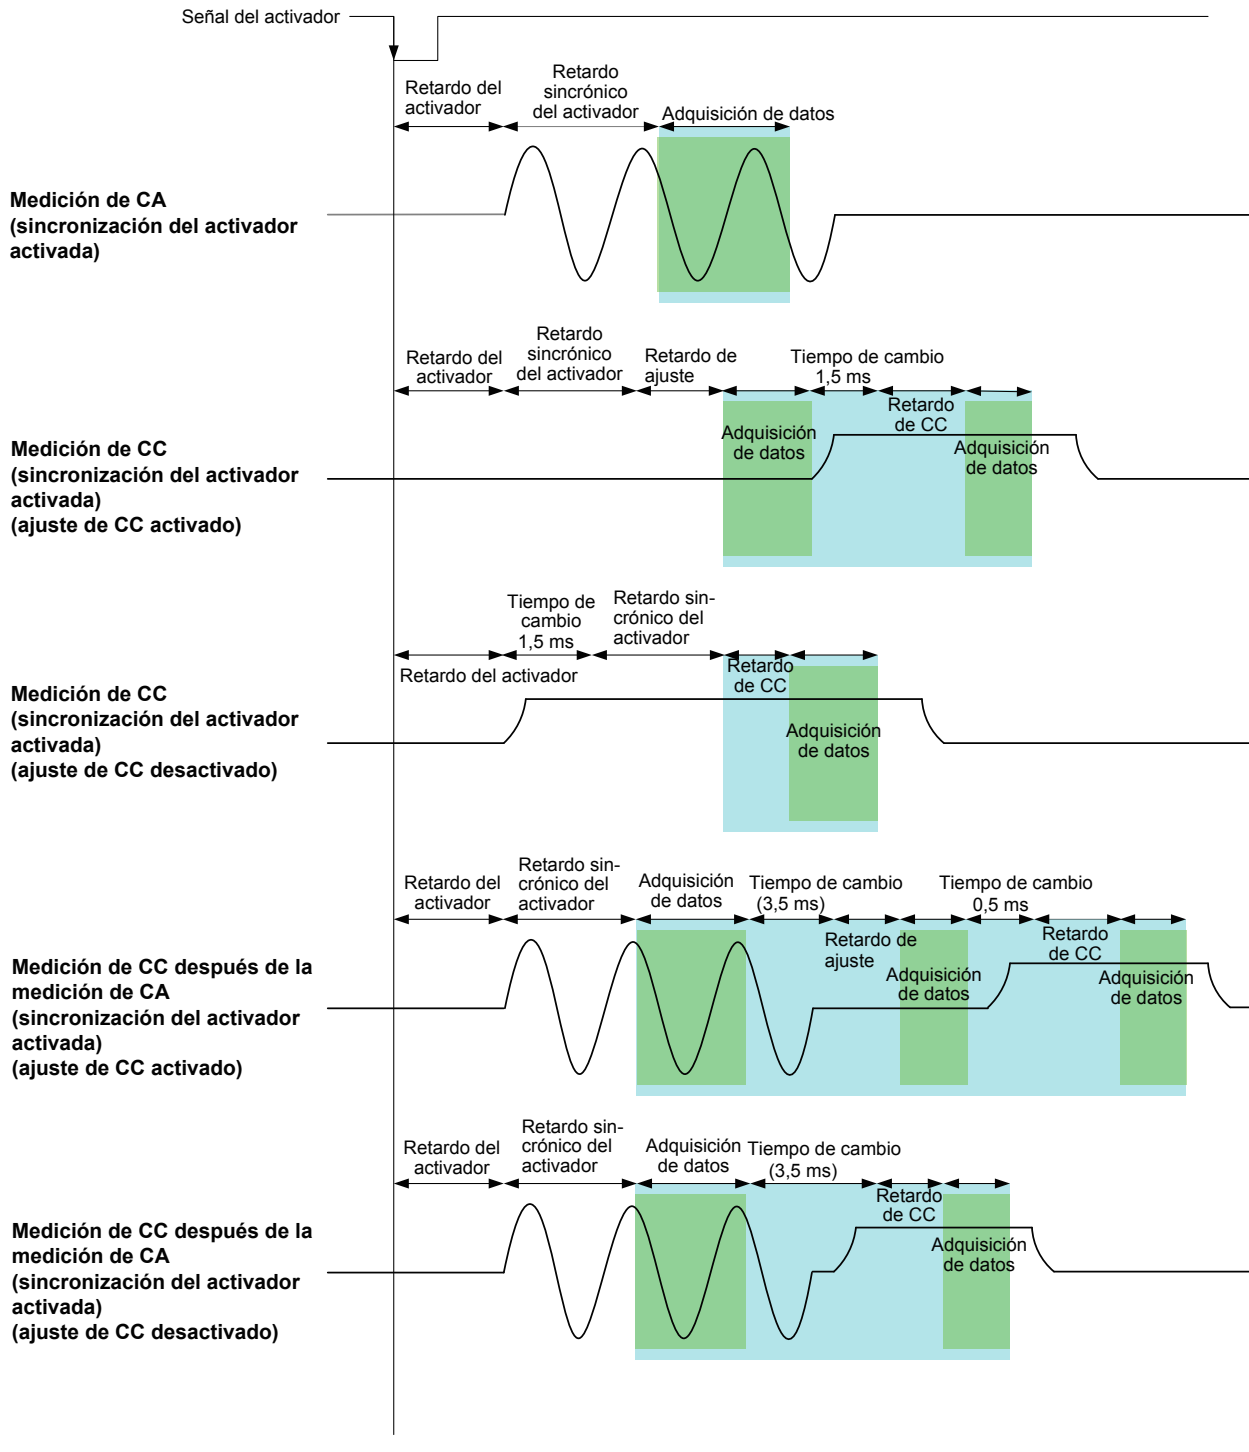 Señal del activador
Retardo del
activador
Retardo
sincrónico
del activador
Adquisición de datos
Medición de CA
(sincronización del activador
activada)
Retardo del
activador
Retardo
sincrónico
del activador
Retardo de
ajuste
Tiempo de cambio
1,5 ms
Retardo
de CC
Adquisición
de datos
Adquisición
de datos
Medición de CC
(sincronización del activador
activada)
(ajuste de CC activado)
Tiempo de
cambio
1,5 ms
Retardo sin-
crónico del
activador
Retardo del activador
Retardo
de CC
Adquisición
de datos
Medición de CC
(sincronización del activador
activada)
(ajuste de CC desactivado)
Retardo del
activador
Retardo sin-
crónico del
activador
Adquisición
de datos
Tiempo de cambio
(3,5 ms)
Tiempo de cambio
0,5 ms
Retardo de
ajuste
Retardo
de CC
Adquisición
de datos
Adquisición
de datos
Medición de CC después de la
medición de CA
(sincronización del activador
activada)
(ajuste de CC activado)
Retardo del
activador
Retardo sin-
crónico del
activador
Adquisición
de datos
Tiempo de cambio
(3,5 ms)
Retardo
de CC
Adquisición
de datos
Medición de CC después de la
medición de CA
(sincronización del activador
activada)
(ajuste de CC desactivado)